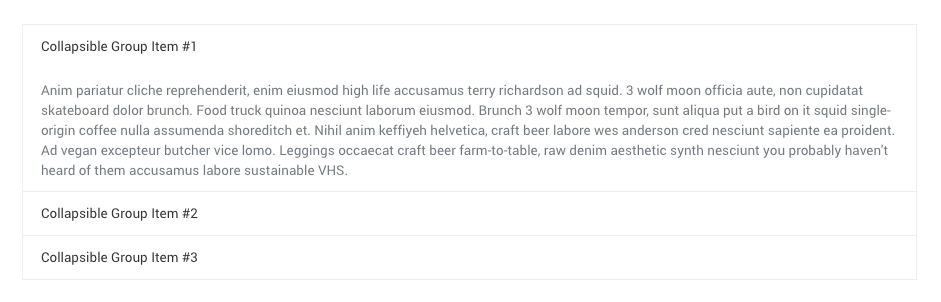 Collapsible Group Item #1
Anim pariatur cliche reprehenderit, enim eiusmod high life accusamus terry richardson ad squid. 3 wolf moon officia aute, non cupidatat
skateboard dolor brunch. Food truck quinoa nesciunt laborum eiusmod. Brunch 3 wolf moon tempor, sunt aliqua put a bird on it squid single-
origin coffee nulla assumenda shoreditch et. Nihil anim keffiyeh helvetica, craft beer labore wes anderson cred nesciunt sapiente ea proident.
Ad vegan excepteur butcher vice lomo. Leggings occaecat craft beer farm-to-table, raw denim aesthetic synth nesciunt you probably haven't
heard of them accusamus labore sustainable VHS.
Collapsible Group Item #2
Collapsible Group Item #3